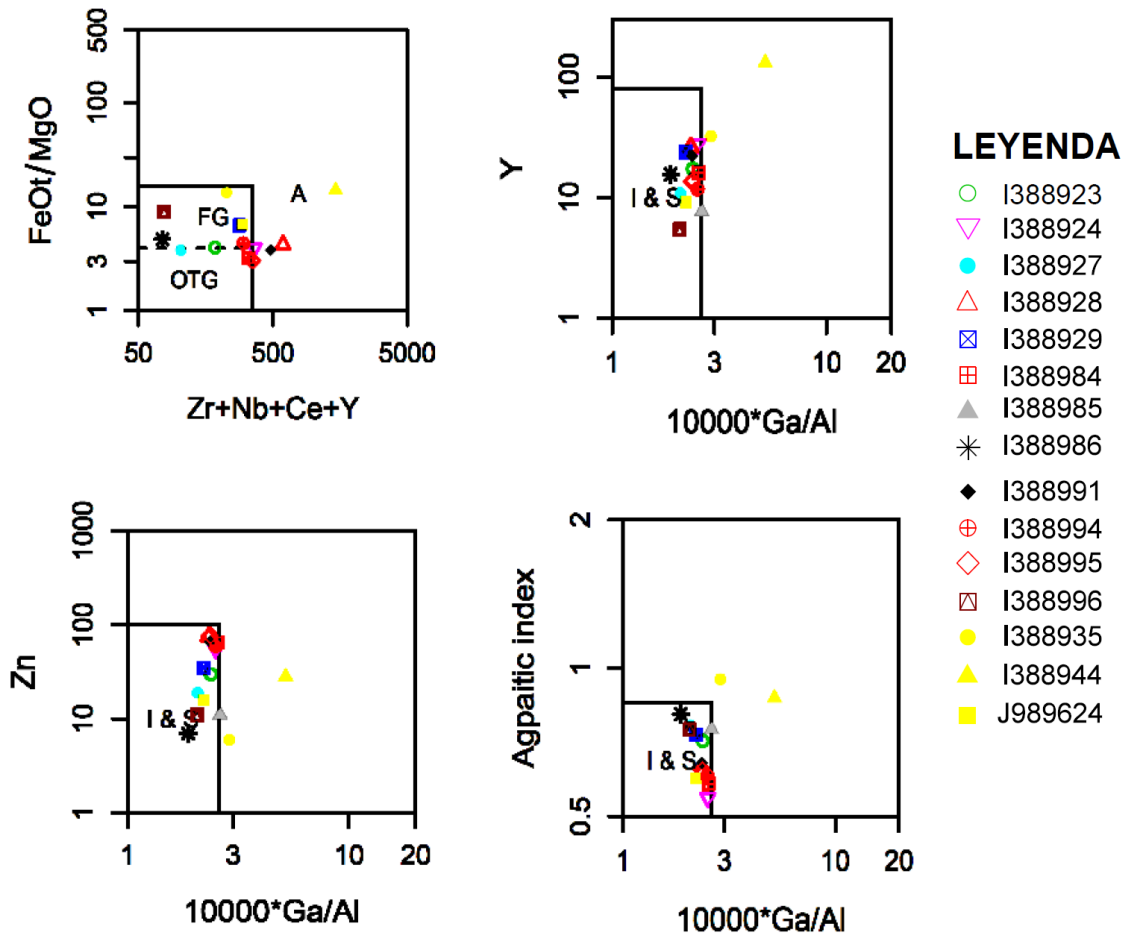 FeOt/MgO
500
100
10
3
1
FG
A
OTG
50
500
5000
Zr+Nb+Ce+Y
Y
100
10
1
I & S
1
3
10
20
10000*Ga/Al
Zn
1000
100
10
1
I & S
1
3
10
20
10000*Ga/Al
Agpaitic index
2
1
0.5
I & S
1
3
10
20
10000*Ga/Al
LEYENDA
I388923
I388924
I388927
I388928
I388929
I388984
I388985
I388986
I388991
I388994
I388995
I388996
I388935
I388944
J989624